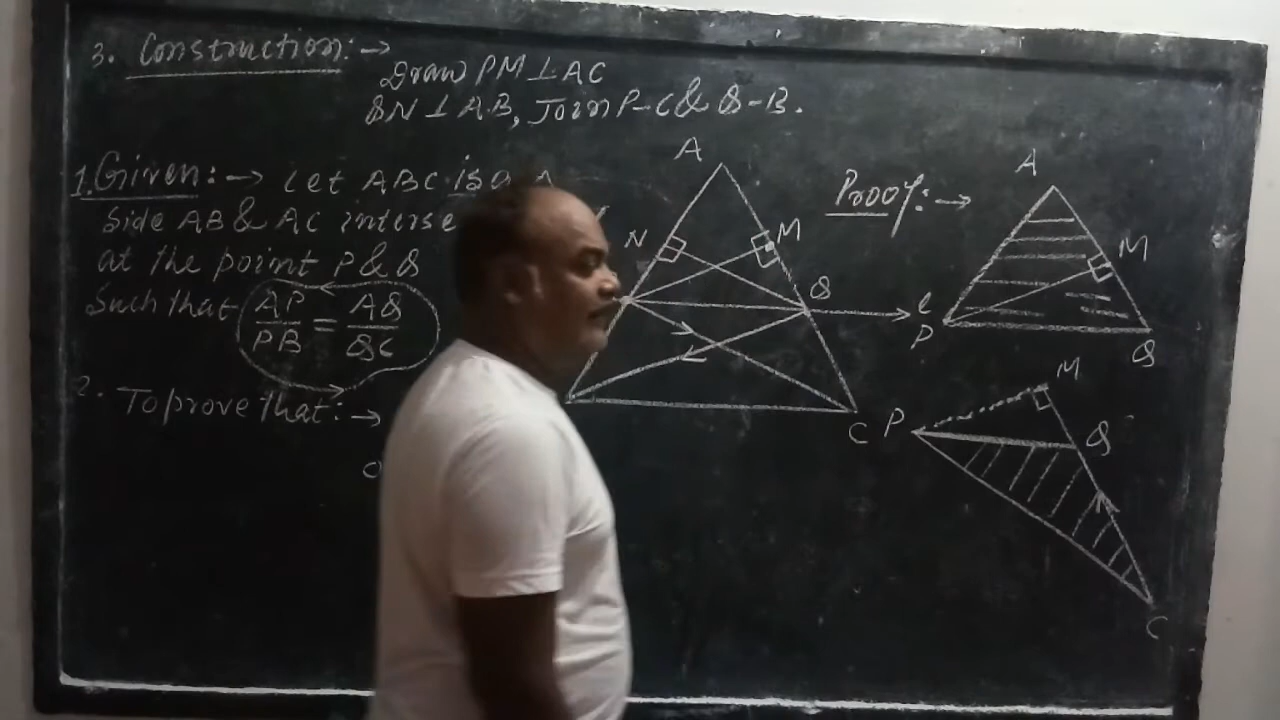 3. Construction:→
Draw PM⊥AC
QN⊥AB, Join P-C & Q-B.
1. Given:→ Let ABC is a
Side AB & AC interse
at the point P & Q
Such that AP/PB = AQ/QC
2. To prove that:→
A
N
M
Q
l
C
Proof:→
A
M
P
Q
M
P
Q
C